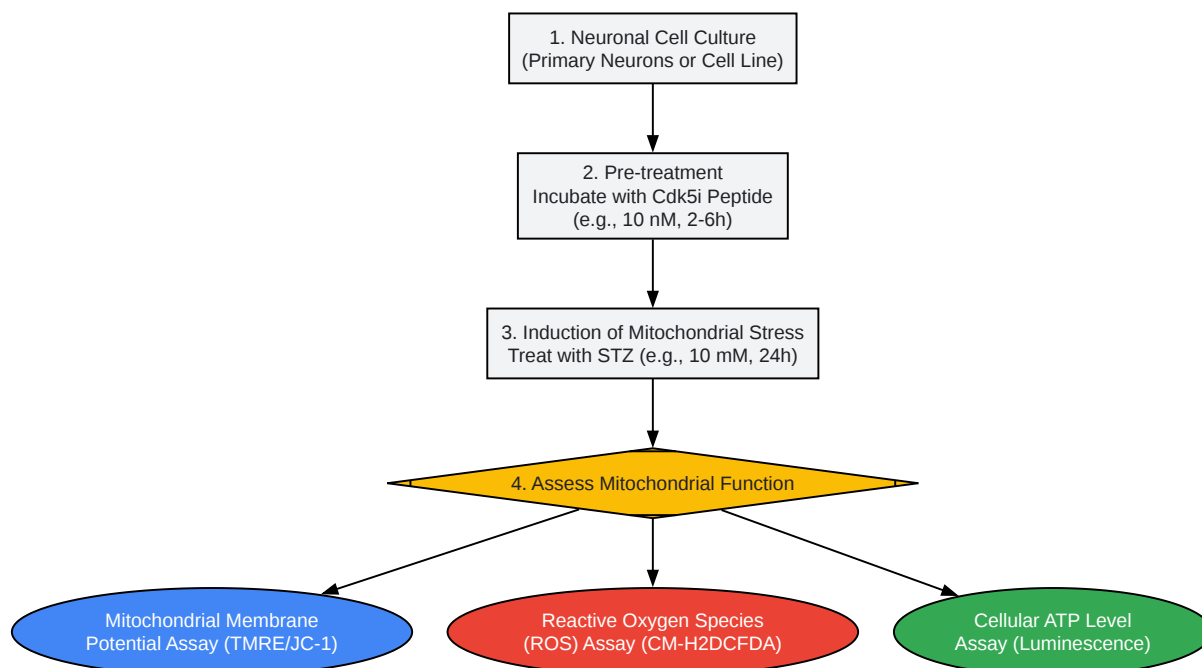 1. Neuronal Cell Culture
(Primary Neurons or Cell Line)
2. Pre-treatment
Incubate with Cdk5i Peptide
(e.g., 10 nM, 2-6h)
3. Induction of Mitochondrial Stress
Treat with STZ (e.g., 10 mM, 24h)
4. Assess Mitochondrial Function
Mitochondrial Membrane
Potential Assay (TMRE/JC-1)
Reactive Oxygen Species
(ROS) Assay (CM-H2DCFDA)
Cellular ATP Level
Assay (Luminescence)